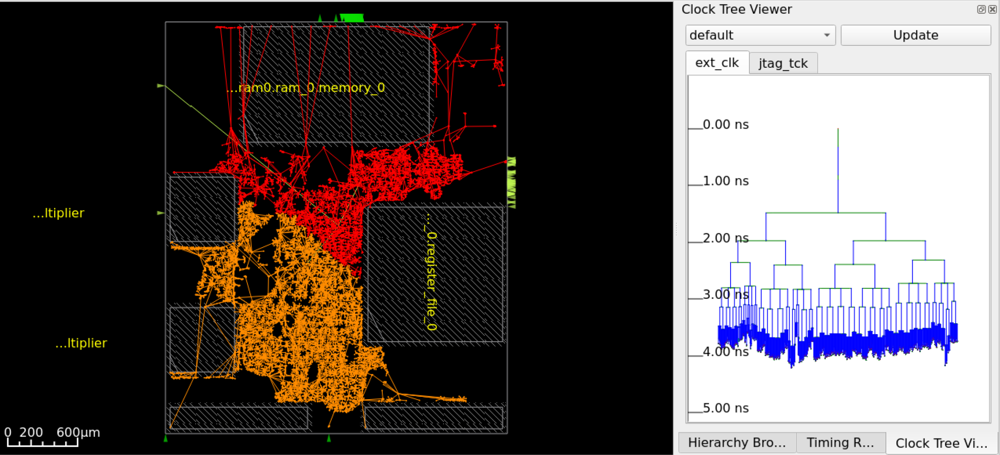 Clock Tree Viewer
default
Update
ext_clk
jtag_tck
...ram0.ram_0.memory_0
...ltiplier
..._0.register_file_0
...ltiplier
0 200 600µm
0.00 ns
1.00 ns
2.00 ns
3.00 ns
4.00 ns
5.00 ns
Hierarchy Bro...
Timing R...
Clock Tree Vi...